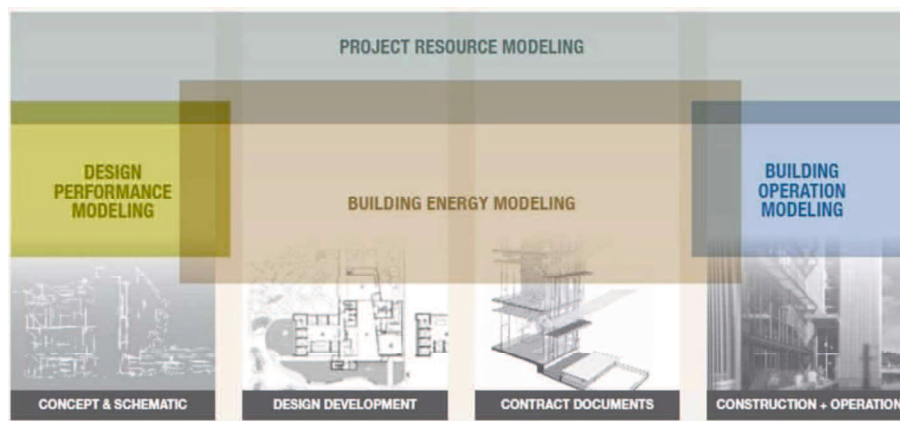 PROJECT RESOURCE MODELING
DESIGN
PERFORMANCE
MODELING
BUILDING ENERGY MODELING
BUILDING
OPERATION
MODELING
CONCEPT & SCHEMATIC
DESIGN DEVELOPMENT
CONTRACT DOCUMENTS
CONSTRUCTION + OPERATION